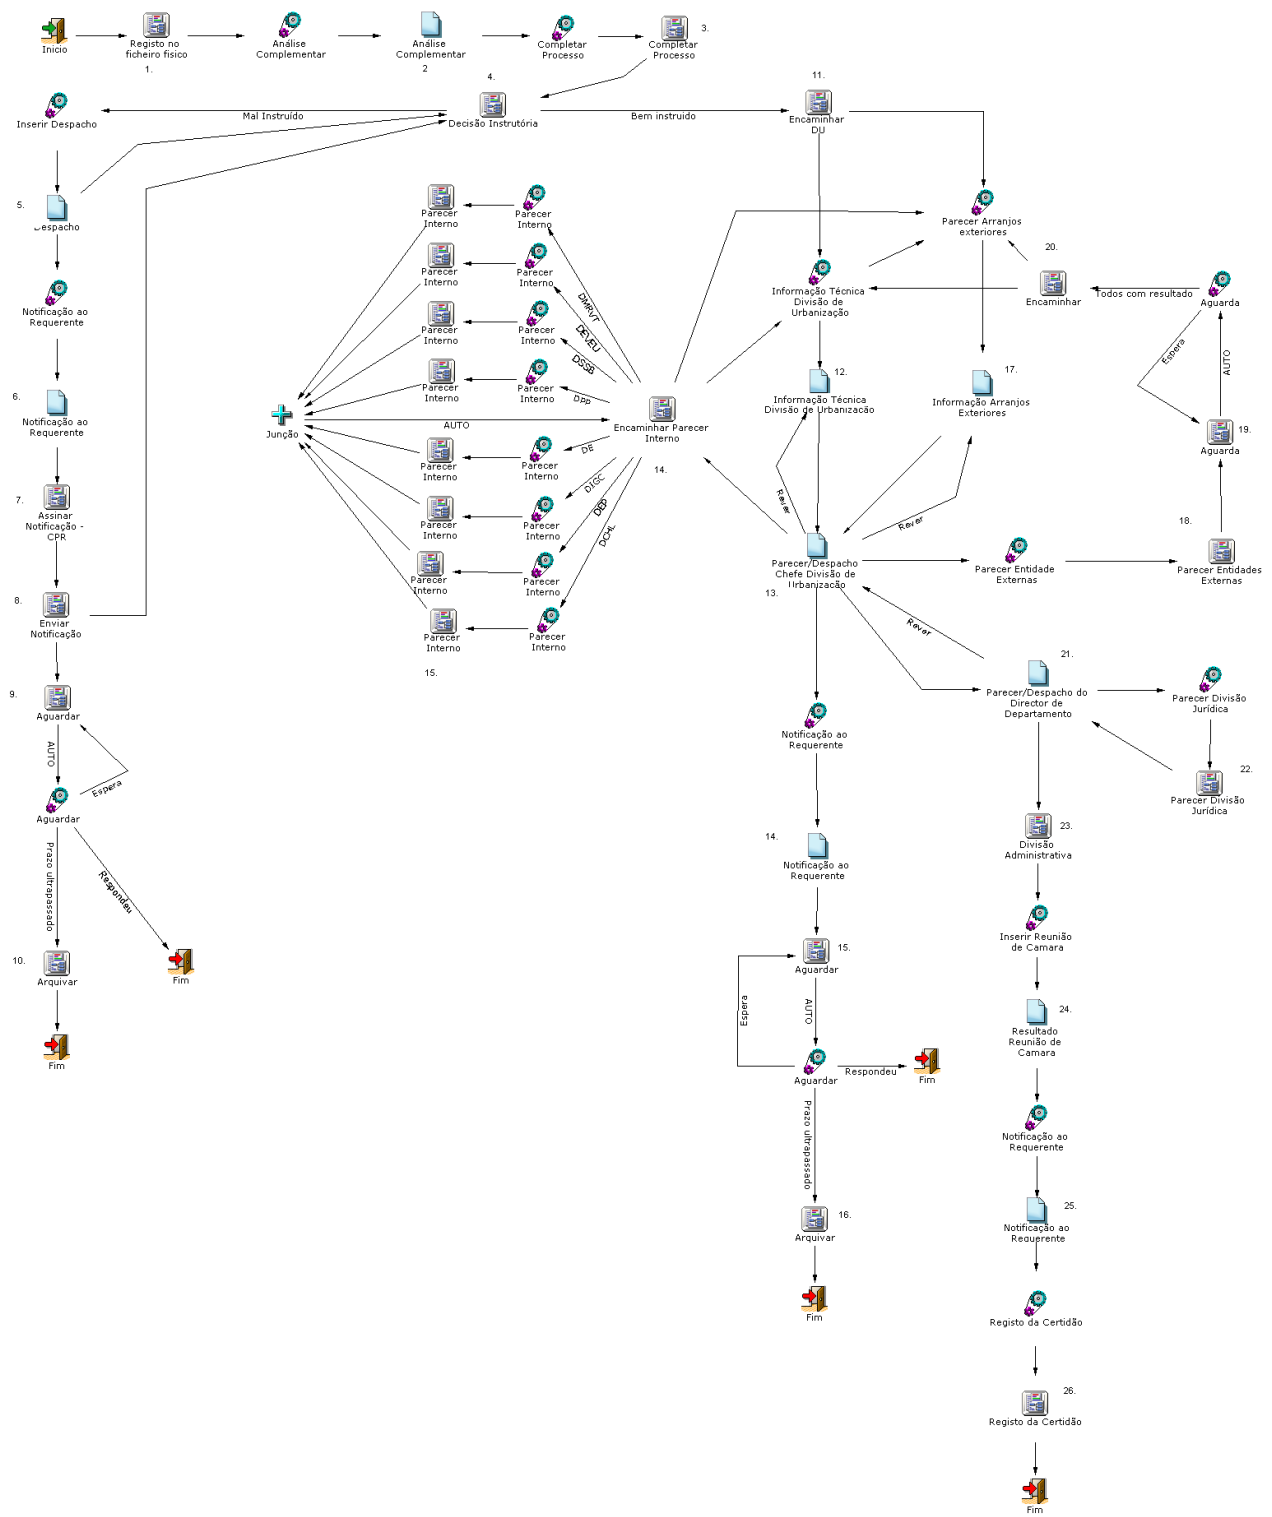 Inicio
Registo no
ficheiro fisico
1.
Análise
Complementar
Análise
Complementar
2
Completar
Processo
Completar
Processo
3.
4.
Decisão Instrutória
Mal Instruído
Bem instruido
11.
Encaminhar
DU
Inserir Despacho
5.
Despacho
Notificação ao
Requerente
6.
Notificação ao
Requerente
7.
Assinar
Notificação -
CPR
8.
Enviar
Notificação
9.
Aguardar
AUTO
Espera
Aguardar
Prazo ultrapassado
Respondeu
10.
Arquivar
Fim
Fim
Parecer
Interno
Parecer
Interno
DMRVT
Parecer
Interno
Parecer
Interno
DEVEU
Parecer
Interno
Parecer
Interno
DSSB
Parecer
Interno
Parecer
Interno
DPP
Junção
AUTO
Encaminhar Parecer
Interno
14.
Parecer
Interno
Parecer
Interno
DE
Parecer
Interno
Parecer
Interno
DIGC
Parecer
Interno
Parecer
Interno
DEP
Parecer
Interno
Parecer
Interno
DCHL
15.
Parecer Arranjos
exteriores
20.
Encaminhar
Todos com resultado
Aguarda
Espera
AUTO
19.
Aguarda
18.
Parecer Entidades
Externas
Informação Técnica
Divisão de
Urbanização
12.
Informação Técnica
Divisão de Urbanização
17.
Informação Arranjos
Exteriores
Rever
Rever
Parecer/Despacho
Chefe Divisão de
Urbanização
13.
Parecer Entidade
Externas
Rever
21.
Parecer/Despacho do
Director de
Departamento
Parecer Divisão
Jurídica
22.
Parecer Divisão
Jurídica
Notificação ao
Requerente
14.
Notificação ao
Requerente
15.
Aguardar
Espera
AUTO
Aguardar
Respondeu
Fim
Prazo ultrapassado
16.
Arquivar
Fim
23.
Divisão
Administrativa
Inserir Reunião
de Camara
24.
Resultado
Reunião de
Camara
Notificação ao
Requerente
25.
Notificação ao
Requerente
Registo da Certidão
26.
Registo da Certidão
Fim